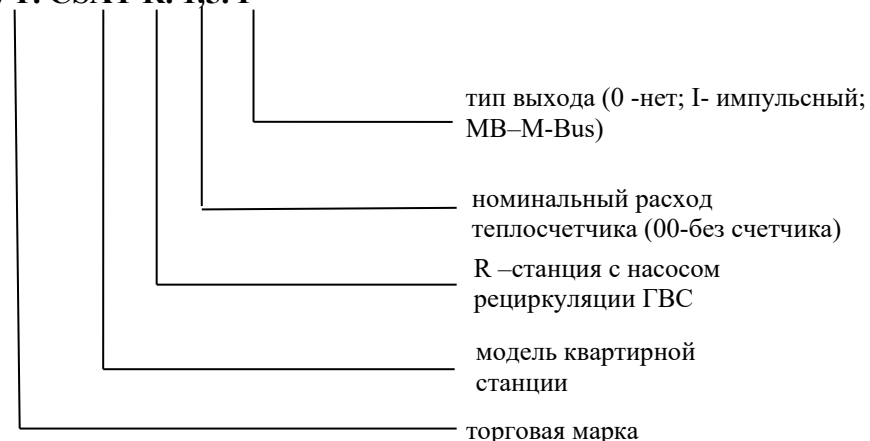 тип выхода (0 -нет; I- импульсный;
MB–M-Bus)
номинальный расход
теплосчетчика (00-без счетчика)
R –станция с насосом
рециркуляции ГВС
модель квартирной
станции
торговая марка